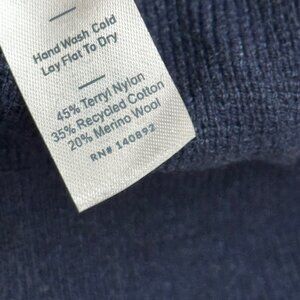 Hand Wash Cold
Lay Flat To Dry
45% Terryl Nylon
35% Recycled Cotton
20% Merino Wool
RN# 140892